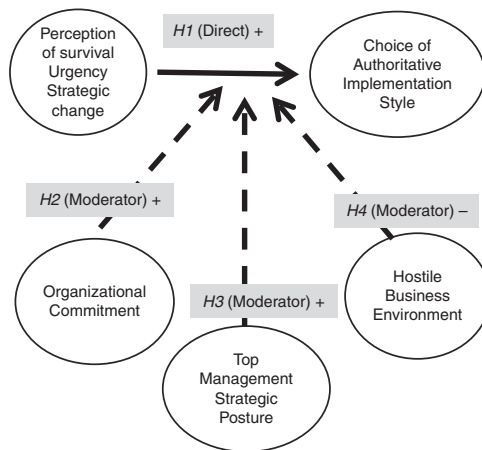 Perception
of survival
Urgency
Strategic
change
H1 (Direct) +
Choice of
Authoritative
Implementation
Style
H2 (Moderator) +
H4 (Moderator) –
Organizational
Commitment
H3 (Moderator) +
Hostile
Business
Environment
Top
Management
Strategic
Posture